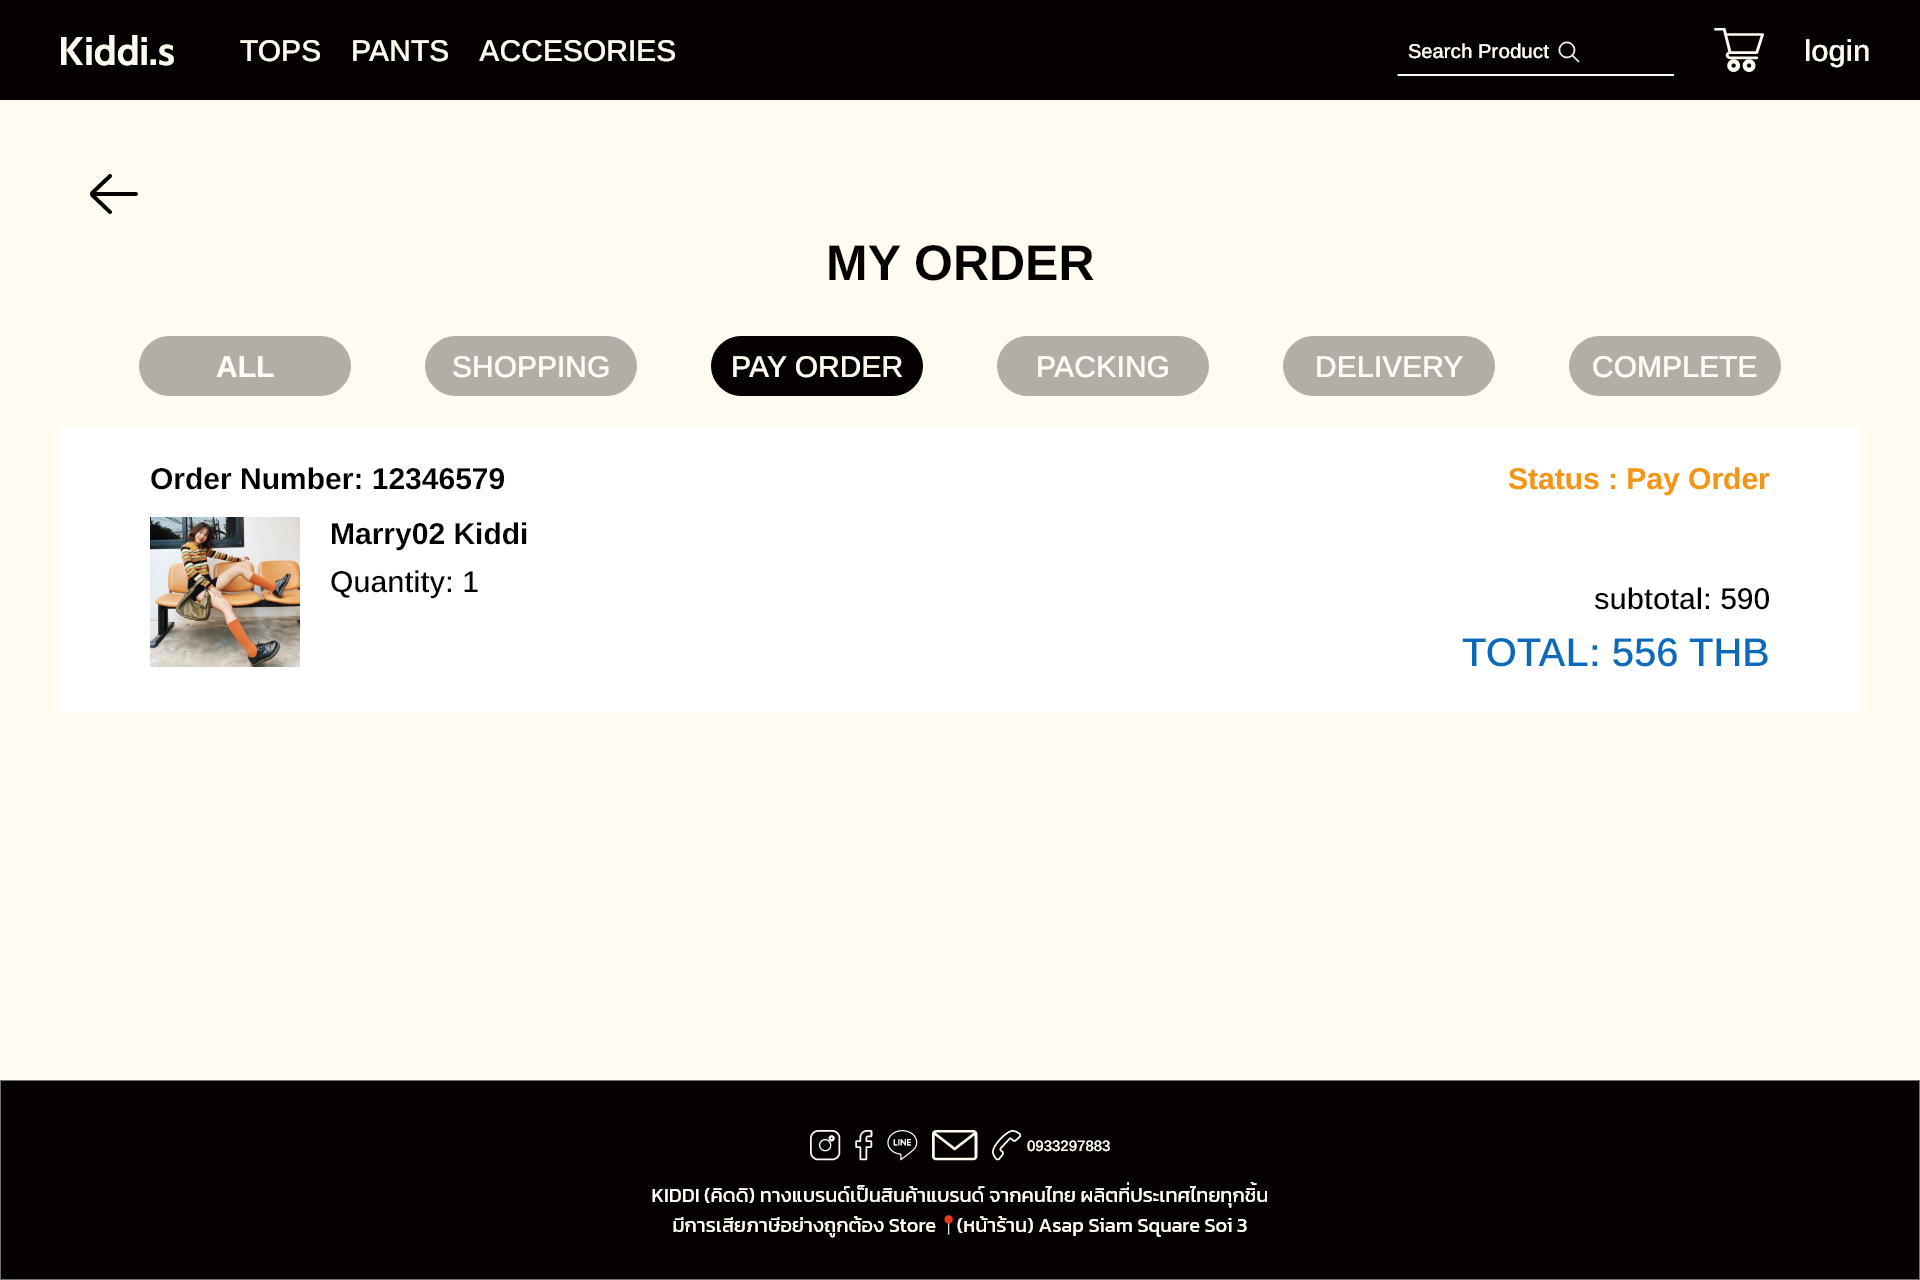 Kiddi.s TOPS PANTS ACCESORIES Search Product login
MY ORDER
ALL SHOPPING PAY ORDER PACKING DELIVERY COMPLETE
Order Number: 12346579 Status : Pay Order
Marry02 Kiddi
Quantity: 1
subtotal: 590
TOTAL: 556 THB
LINE 0933297883
KIDDI (คิดดิ) ทางแบรนด์เป็นสินค้าแบรนด์ จากคนไทย ผลิตที่ประเทศไทยทุกชิ้น
มีการเสียภาษีอย่างถูกต้อง Store 📍(หน้าร้าน) Asap Siam Square Soi 3